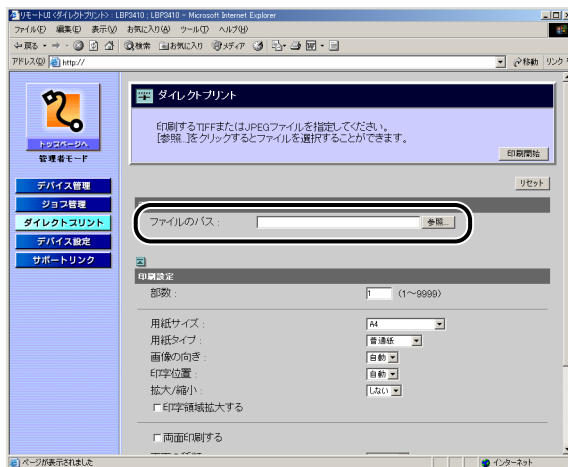 リモートUI <ダイレクトプリント> : LBP3410 ; LBP3410 - Microsoft Internet Explorer
ファイル(F) 編集(E) 表示(V) お気に入り(A) ツール(T) ヘルプ(H)
戻る 検索 お気に入り メディア
アドレス(D) http:// 移動 リンク
ダイレクトプリント
印刷するTIFFまたはJPEGファイルを指定してください。
[参照...]をクリックするとファイルを選択することができます。
印刷開始
トップページへ
管理者モード
デバイス管理
ジョブ管理
ダイレクトプリント
デバイス設定
サポートリンク
リセット
ファイルのパス : 参照...
印刷設定
部数 : 1 (1～9999)
用紙サイズ : A4
用紙タイプ : 普通紙
画像の向き : 自動
印字位置 : 自動
拡大/縮小 : しない
印字領域拡大する
両面印刷する
ページが表示されました インターネット